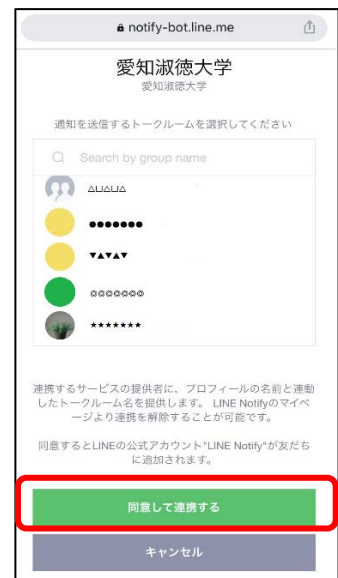 notify-bot.line.me
愛知淑徳大学
愛知淑徳大学
通知を送信するトークルームを選択してください
Search by group name
△∪△∪△
●●●●●●●
▼▲▼▲▼
◎◎◎◎◎◎◎
★★★★★★★
連携するサービスの提供者に、プロフィールの名前と連動
したトークルーム名を提供します。 LINE Notifyのマイペ
ージより連携を解除することが可能です。
同意するとLINEの公式アカウント"LINE Notify"が友だち
に追加されます。
同意して連携する
キャンセル